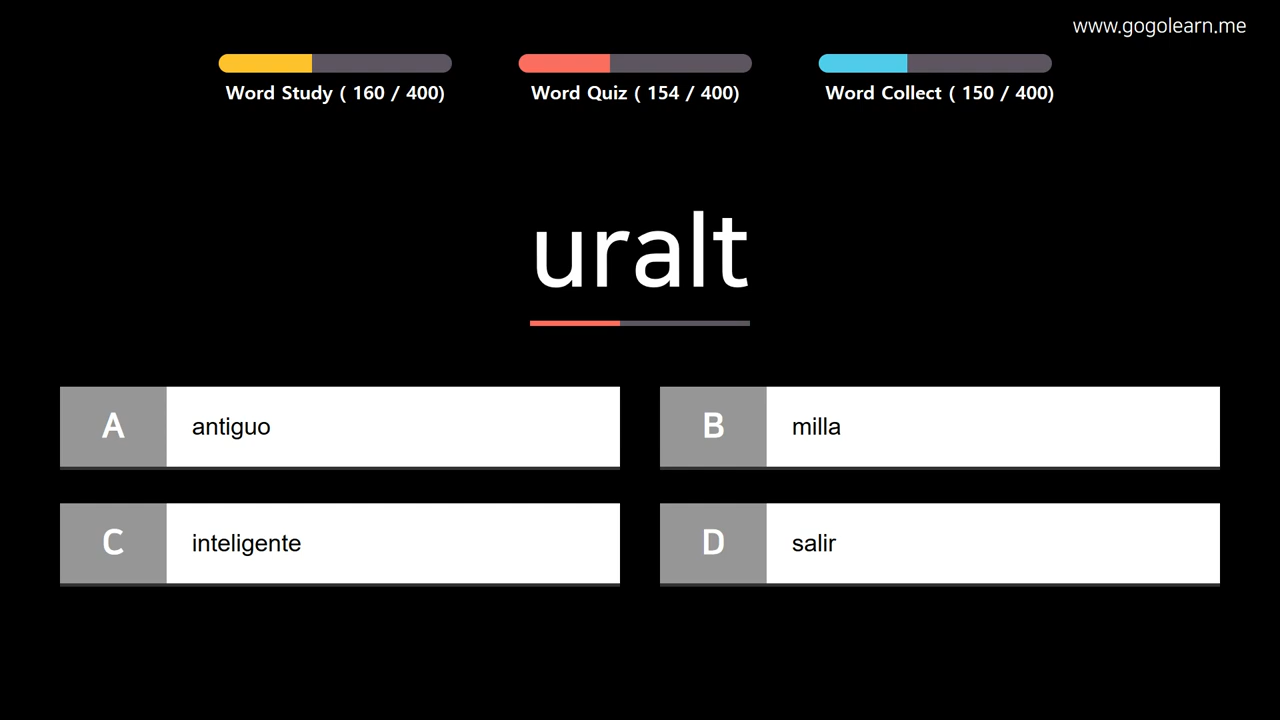 www.gogolearn.me
Word Study ( 160 / 400)
Word Quiz ( 154 / 400)
Word Collect ( 150 / 400)
uralt
A antiguo
B milla
C inteligente
D salir